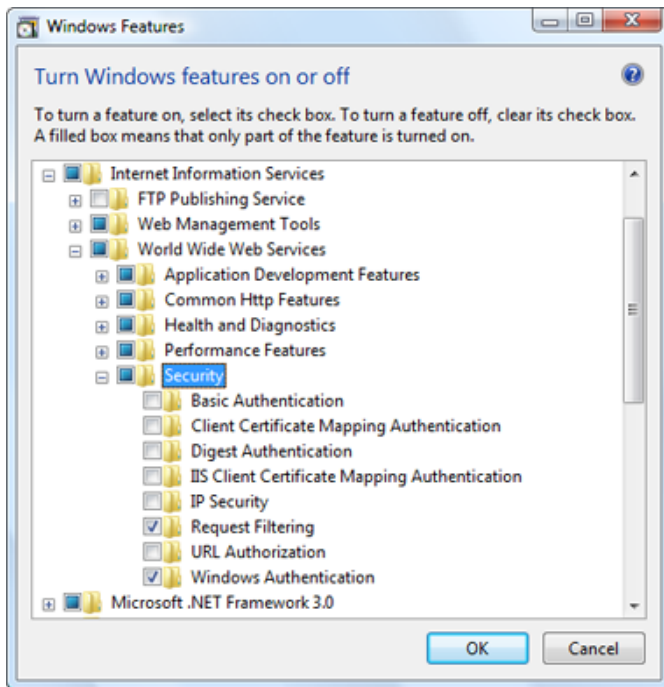 Windows Features
Turn Windows features on or off
To turn a feature on, select its check box. To turn a feature off, clear its check box.
A filled box means that only part of the feature is turned on.
Internet Information Services
FTP Publishing Service
Web Management Tools
World Wide Web Services
Application Development Features
Common Http Features
Health and Diagnostics
Performance Features
Security
Basic Authentication
Client Certificate Mapping Authentication
Digest Authentication
IIS Client Certificate Mapping Authentication
IP Security
Request Filtering
URL Authorization
Windows Authentication
Microsoft .NET Framework 3.0
OK Cancel